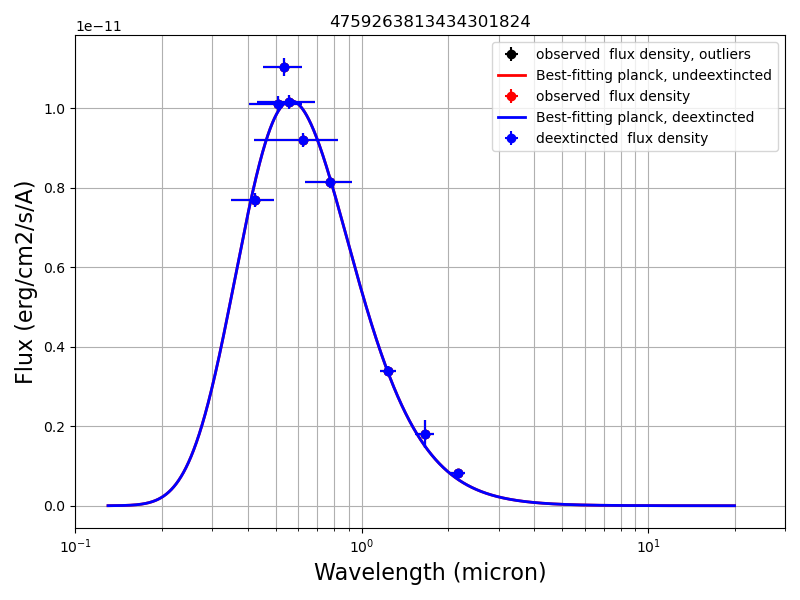 4759263813434301824
1e−11
observed  flux density, outliers
Best-fitting planck, undeextincted
observed  flux density
Best-fitting planck, deextincted
deextincted  flux density
Flux (erg/cm2/s/A)
1.0
0.8
0.6
0.4
0.2
0.0
10⁻¹ 10⁰ 10¹
Wavelength (micron)